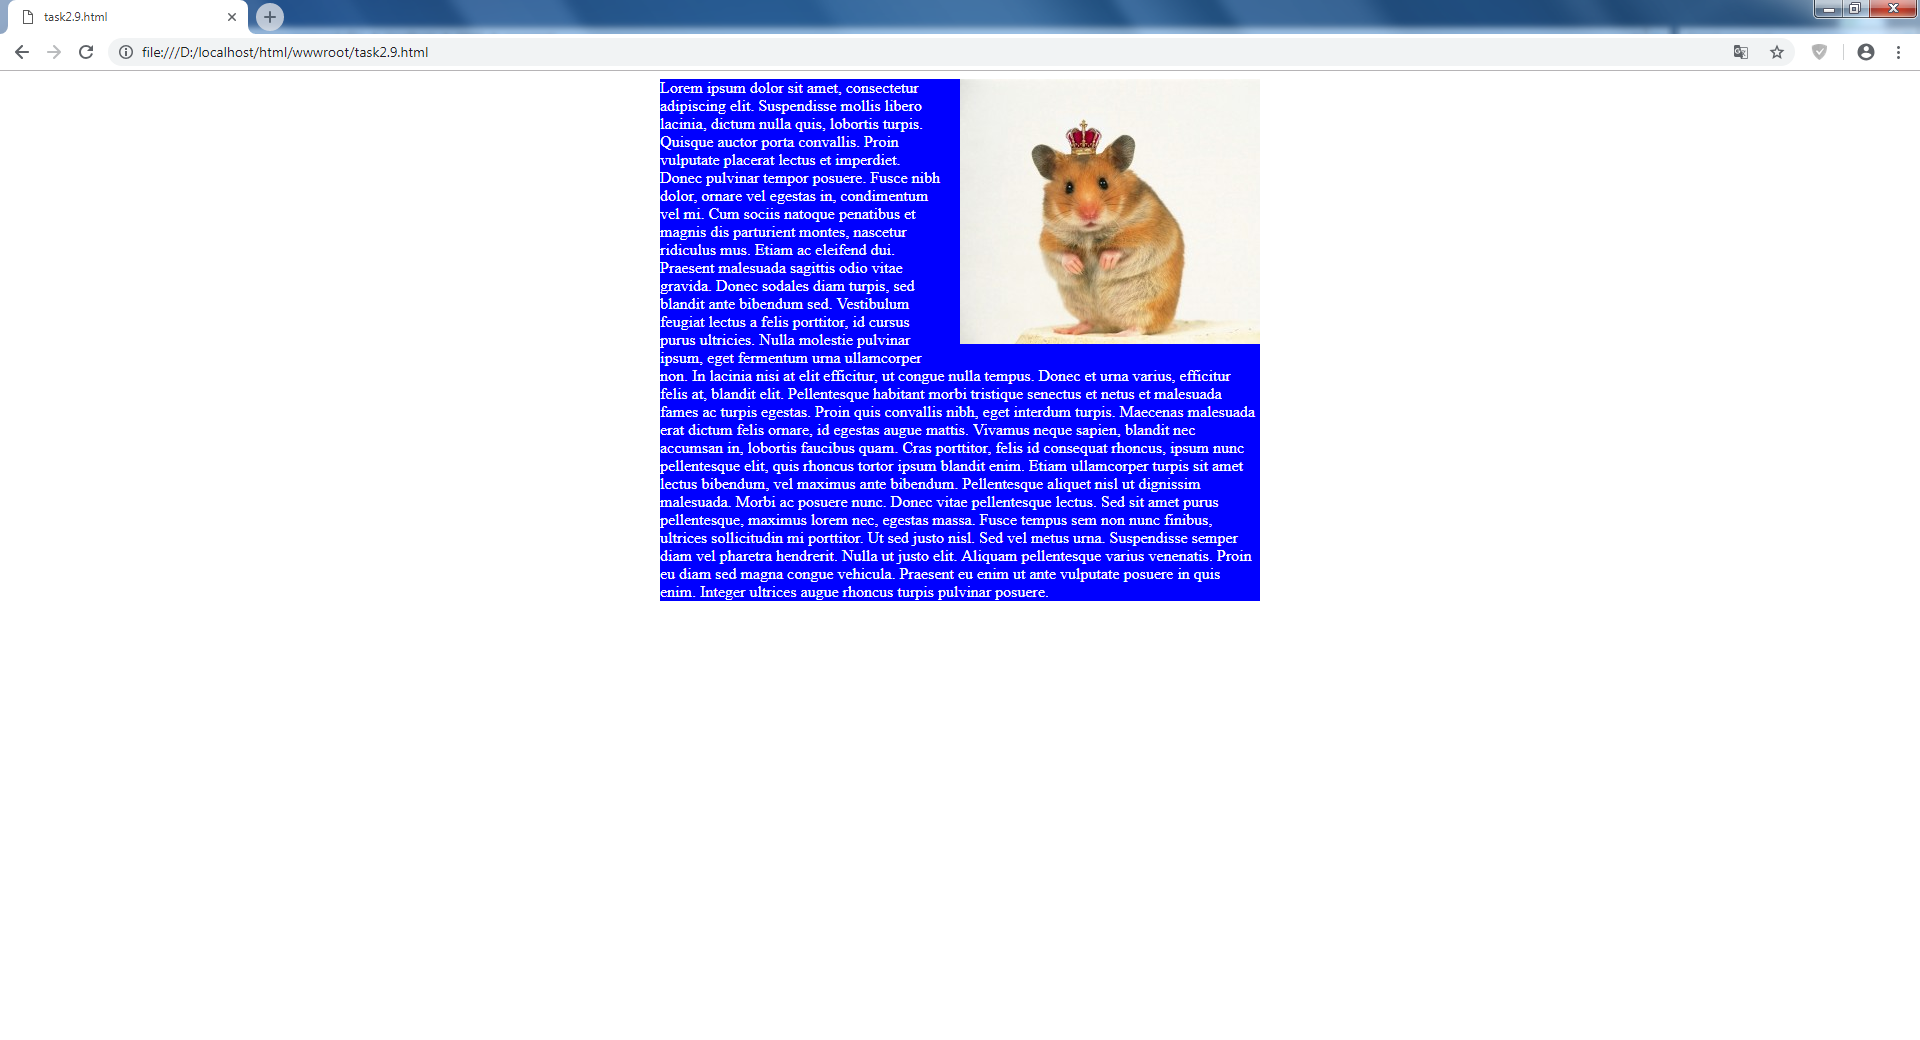 task2.9.html
file:///D:/localhost/html/wwwroot/task2.9.html
Lorem ipsum dolor sit amet, consectetur
adipiscing elit. Suspendisse mollis libero
lacinia, dictum nulla quis, lobortis turpis.
Quisque auctor porta convallis. Proin
vulputate placerat lectus et imperdiet.
Donec pulvinar tempor posuere. Fusce nibh
dolor, ornare vel egestas in, condimentum
vel mi. Cum sociis natoque penatibus et
magnis dis parturient montes, nascetur
ridiculus mus. Etiam ac eleifend dui.
Praesent malesuada sagittis odio vitae
gravida. Donec sodales diam turpis, sed
blandit ante bibendum sed. Vestibulum
feugiat lectus a felis porttitor, id cursus
purus ultricies. Nulla molestie pulvinar
ipsum, eget fermentum urna ullamcorper
non. In lacinia nisi at elit efficitur, ut congue nulla tempus. Donec et urna varius, efficitur
felis at, blandit elit. Pellentesque habitant morbi tristique senectus et netus et malesuada
fames ac turpis egestas. Proin quis convallis nibh, eget interdum turpis. Maecenas malesuada
erat dictum felis ornare, id egestas augue mattis. Vivamus neque sapien, blandit nec
accumsan in, lobortis faucibus quam. Cras porttitor, felis id consequat rhoncus, ipsum nunc
pellentesque elit, quis rhoncus tortor ipsum blandit enim. Etiam ullamcorper turpis sit amet
lectus bibendum, vel maximus ante bibendum. Pellentesque aliquet nisl ut dignissim
malesuada. Morbi ac posuere nunc. Donec vitae pellentesque lectus. Sed sit amet purus
pellentesque, maximus lorem nec, egestas massa. Fusce tempus sem non nunc finibus,
ultrices sollicitudin mi porttitor. Ut sed justo nisl. Sed vel metus urna. Suspendisse semper
diam vel pharetra hendrerit. Nulla ut justo elit. Aliquam pellentesque varius venenatis. Proin
eu diam sed magna congue vehicula. Praesent eu enim ut ante vulputate posuere in quis
enim. Integer ultrices augue rhoncus turpis pulvinar posuere.